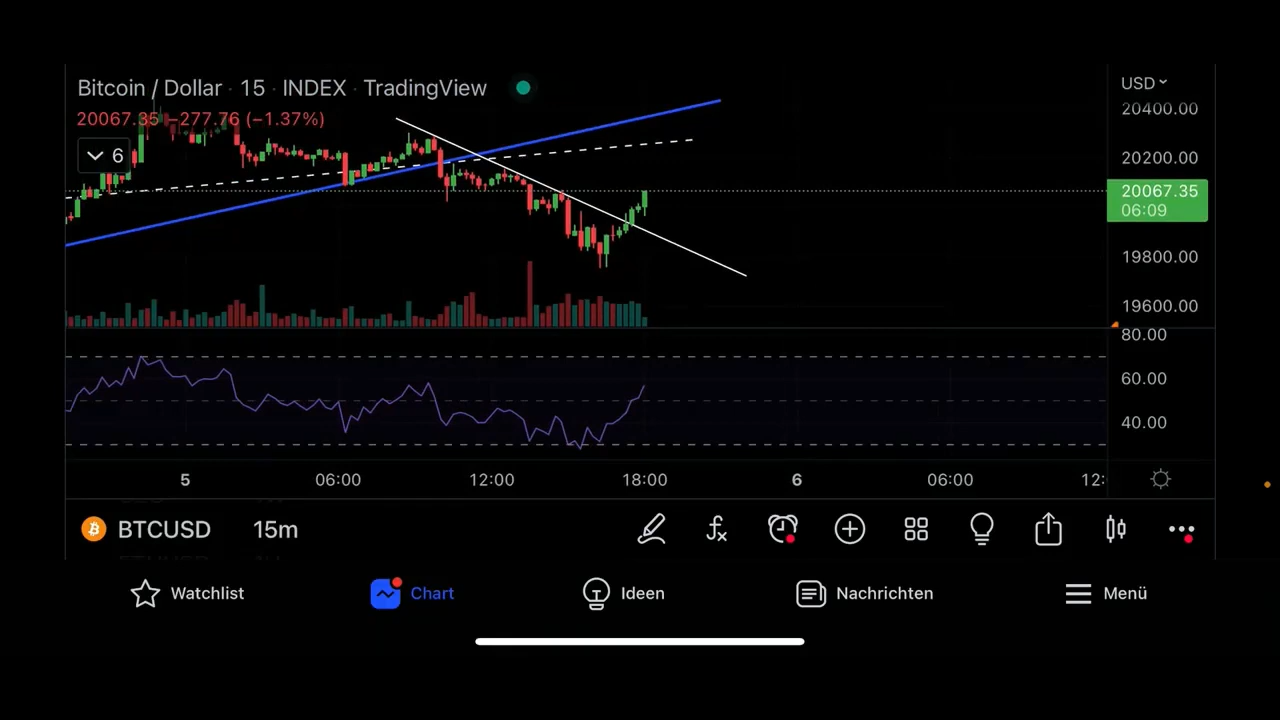 Bitcoin / Dollar · 15 · INDEX · TradingView
20067.35 −277.76 (−1.37%)
6
USD
20400.00
20200.00
20067.35
06:09
19800.00
19600.00
80.00
60.00
40.00
5 06:00 12:00 18:00 6 06:00 12:
BTCUSD 15m
Watchlist Chart Ideen Nachrichten Menü